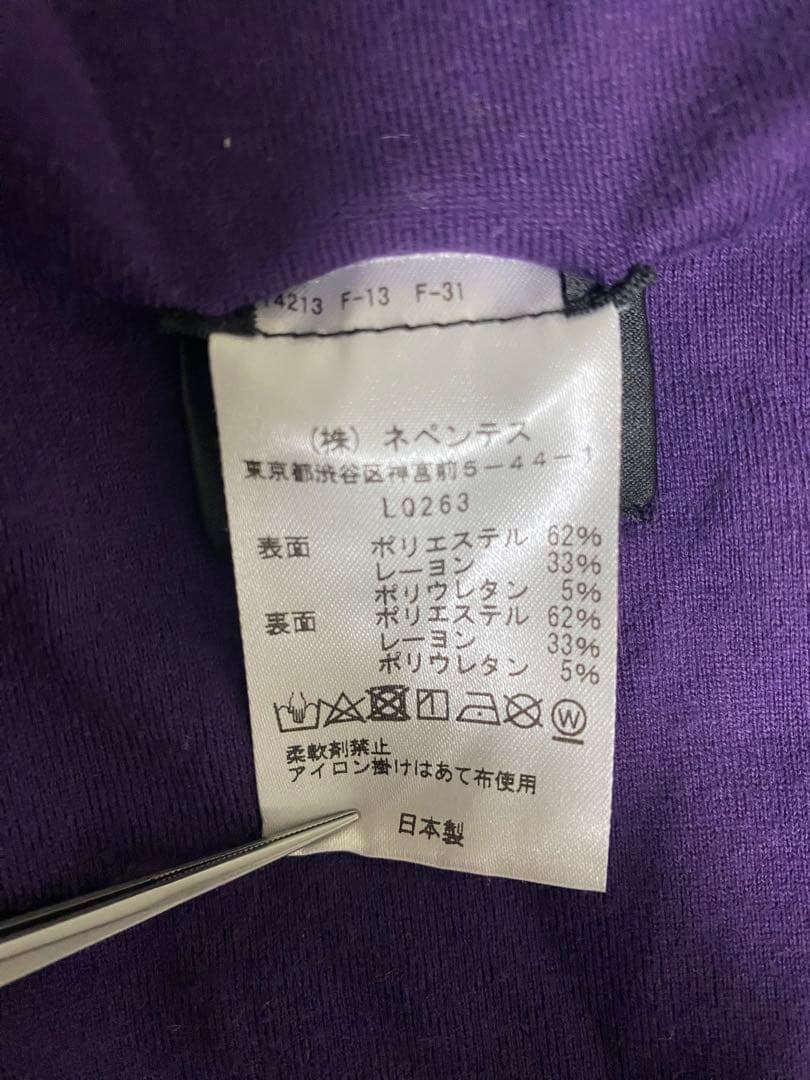 14213 F-13 F-31
(株) ネペンテス
東京都渋谷区神宮前5-44-1
LQ263
表面 ポリエステル 62%
レーヨン 33%
ポリウレタン 5%
裏面 ポリエステル 62%
レーヨン 33%
ポリウレタン 5%
W
柔軟剤禁止
アイロン掛けはあて布使用
日本製